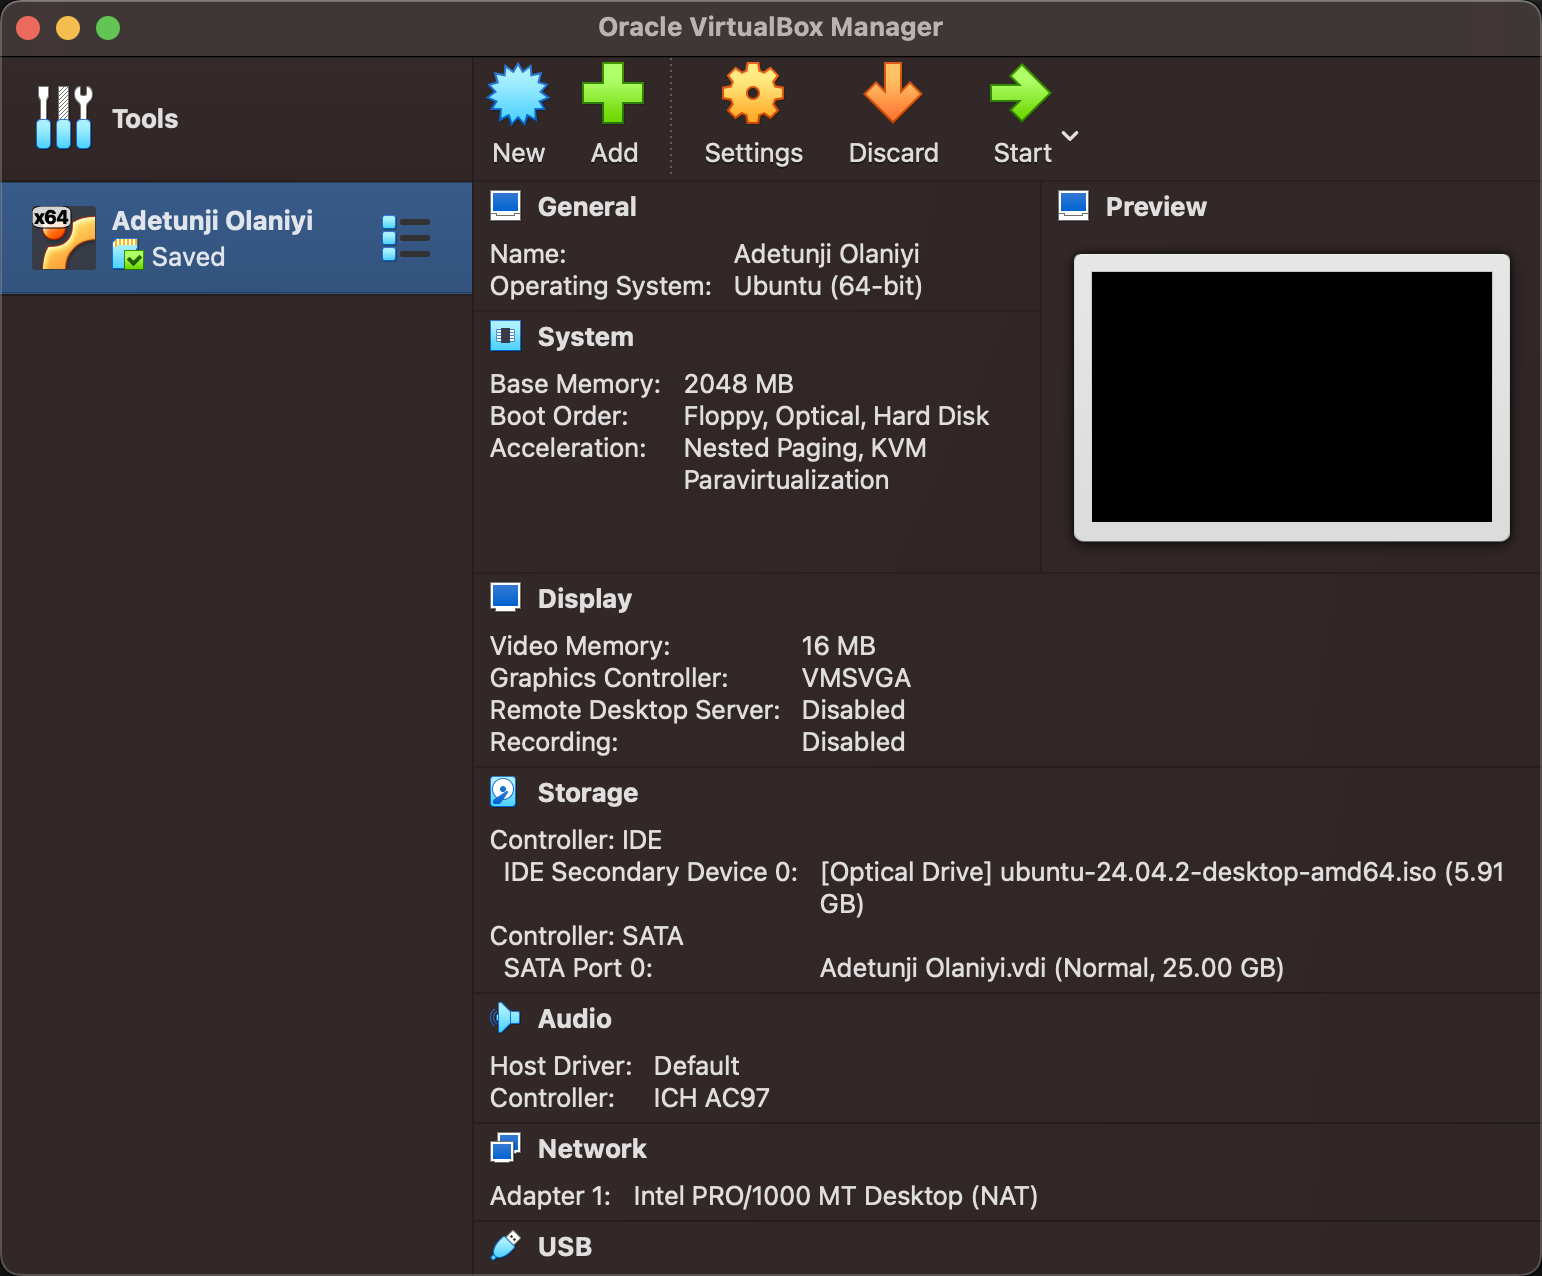 Oracle VirtualBox Manager
Tools
New
Add
Settings
Discard
Start
x64
Adetunji Olaniyi
Saved
General
Name: Adetunji Olaniyi
Operating System: Ubuntu (64-bit)
Preview
System
Base Memory: 2048 MB
Boot Order: Floppy, Optical, Hard Disk
Acceleration: Nested Paging, KVM
Paravirtualization
Display
Video Memory: 16 MB
Graphics Controller: VMSVGA
Remote Desktop Server: Disabled
Recording: Disabled
Storage
Controller: IDE
IDE Secondary Device 0: [Optical Drive] ubuntu-24.04.2-desktop-amd64.iso (5.91
GB)
Controller: SATA
SATA Port 0: Adetunji Olaniyi.vdi (Normal, 25.00 GB)
Audio
Host Driver: Default
Controller: ICH AC97
Network
Adapter 1: Intel PRO/1000 MT Desktop (NAT)
USB